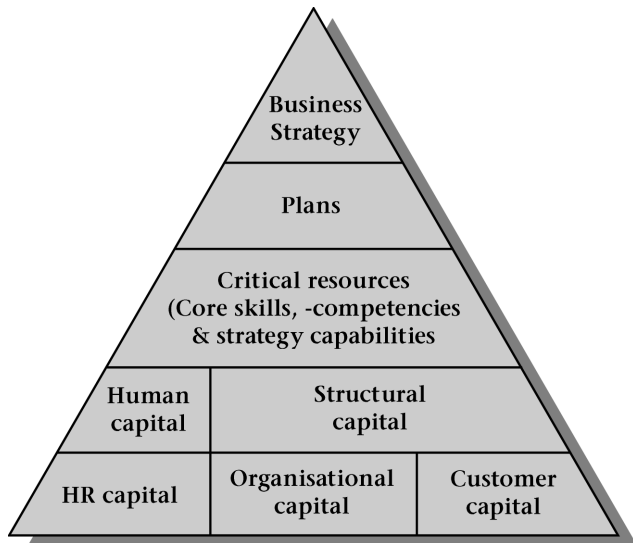 Business
Strategy
Plans
Critical resources
(Core skills, -competencies
& strategy capabilities
Human
capital
Structural
capital
HR capital
Organisational
capital
Customer
capital